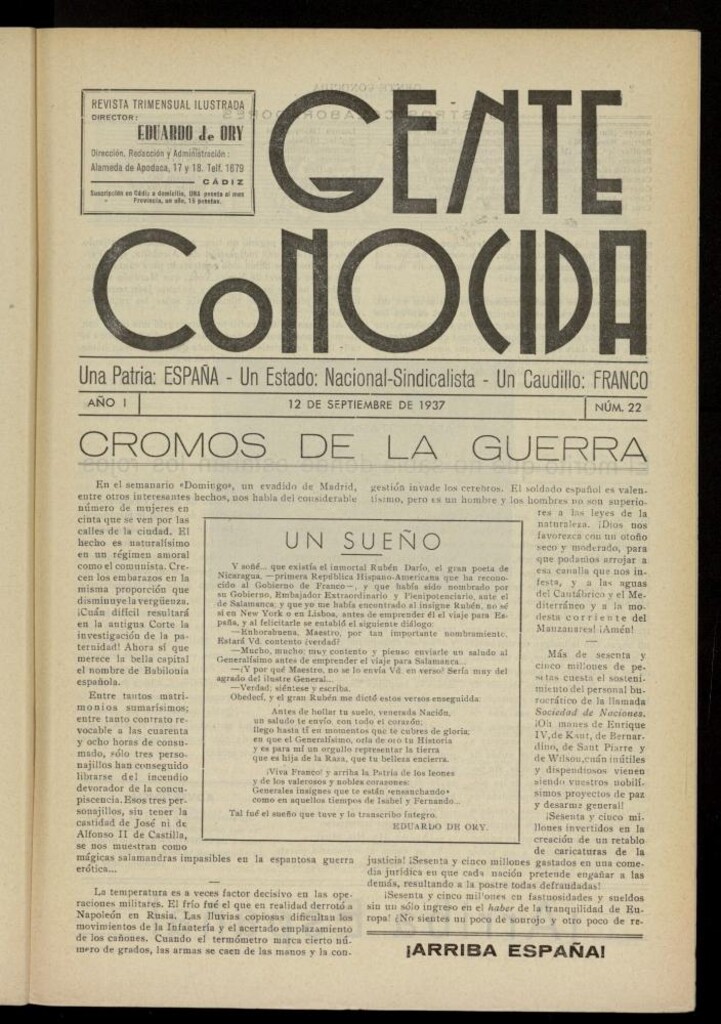 REVISTA TRIMENSUAL ILUSTRADA
DIRECTOR:
EDUARDO de ORY
Dirección, Redacción y Administración:
Alameda de Apodaca, 17 y 18. Telf. 1679
CÁDIZ
Suscripción en Cádiz a domicilio, UNA peseta al mes
Provincia, un año, 15 pesetas.
GENTE
CoNOCIDA
Una Patria: ESPAÑA - Un Estado: Nacional-Sindicalista - Un Caudillo: FRANCO
AÑO I
12 DE SEPTIEMBRE DE 1937
NÚM. 22
CROMOS DE LA GUERRA
En el semanario «Domingo», un evadido de Madrid,
entre otros interesantes hechos, nos habla del considerable
número de mujeres en
cinta que se ven por las
calles de la ciudad. El
hecho es naturalísimo
en un régimen amoral
como el comunista. Cre-
cen los embarazos en la
misma proporción que
disminuye la vergüenza.
¡Cuán difícil resultará
en la antigua Corte la
investigación de la pa-
ternidad! Ahora sí que
merece la bella capital
el nombre de Babilonia
española.
Entre tantos matri-
monios sumarísimos;
entre tanto contrato re-
vocable a las cuarenta
y ocho horas de consu-
mado, sólo tres perso-
najillos han conseguido
librarse del incendio
devorador de la concu-
piscencia. Esos tres per-
sonajillos, sin tener la
castidad de José ni de
Alfonso II de Castilla,
se nos muestran como
mágicas salamandras impasibles en la espantosa guerra
erótica...
La temperatura es a veces factor decisivo en las ope-
raciones militares. El frío fué el que en realidad derrotó a
Napoleón en Rusia. Las lluvias copiosas dificultan los
movimientos de la Infantería y el acertado emplazamiento
de los cañones. Cuando el termómetro marca cierto nú-
mero de grados, las armas se caen de las manos y la con-
UN SUEÑO
Y soñé... que existía el inmortal Rubén Darío, el gran poeta de
Nicaragua, —primera República Hispano-Americana que ha recono-
cido al Gobierno de Franco—, y que había sido nombrado por
su Gobierno, Embajador Extraordinario y Plenipotenciario, ante el
de Salamanca; y que yo me había encontrado al insigne Rubén, no sé
si en New York o en Lisboa, antes de emprender él el viaje para Es-
paña, y al felicitarle se entabló el siguiente diálogo:
—Enhorabuena, Maestro, por tan importante nombramiento.
Estará Vd. contento ¿verdad?
—Mucho, mucho; muy contento y pienso enviarle un saludo al
Generalísimo antes de emprender el viaje para Salamanca...
—¿Y por qué Maestro, no se lo envía Vd. en verso? Sería muy del
agrado del ilustre General...
—Verdad; siéntese y escriba.
Obedecí, y el gran Rubén me dictó estos versos enseguidda:
Antes de hollar tu suelo, venerada Nación,
un saludo te envío, con todo el corazón;
llego hasta tí en momentos que te cubres de gloria;
en que el Generalísimo, orla de oro tu Historia
y es para mí un orgullo representar la tierra
que es hija de la Raza, que tu belleza encierra.
¡Viva Franco! y arriba la Patria de los leones
y de los valerosos y nobles corazones;
Generales insignes que te están «ensanchando»
como en aquellos tiempos de Isabel y Fernando...
Tal fué el sueño que tuve y lo transcribo íntegro.
EDUARDO DE ORY.
gestión invade los cerebros. El soldado español es valen-
tísimo, pero es un hombre y los hombres no son superio-
res a las leyes de la
naturaleza. ¡Dios nos
favorezca con un otoño
seco y moderado, para
que podamos arrojar a
esa canalla que nos in-
festa, y a las aguas
del Cantábrico y el Me-
diterráneo y a la mo-
desta corriente del
Manzanares! ¡Amén!
Más de sesenta y
cinco millones de pe-
setas cuesta el sosteni-
miento del personal bu-
rocrático de la llamada
Sociedad de Naciones.
¡Oh manes de Enrique
IV, de Kant, de Bernar-
dino, de Saut Piarre y
de Wilson, cuán inútiles
y dispendiosos vienen
siendo vuestros nobilí-
simos proyectos de paz
y desarme general!
¡Sesenta y cinco mi-
llones invertidos en la
creación de un retablo
de caricaturas de la
justicia! ¡Sesenta y cinco millones gastados en una come-
dia jurídica en que cada nación pretende engañar a las
demás, resultando a la postre todas defraudadas!
¡Sesenta y cinco millones en fastuosidades y sueldos
sin un sólo ingreso en el haber de la tranquilidad de Eu-
ropa! ¿No sientes un poco de sonrojo y otro poco de re-
¡ARRIBA ESPAÑA!